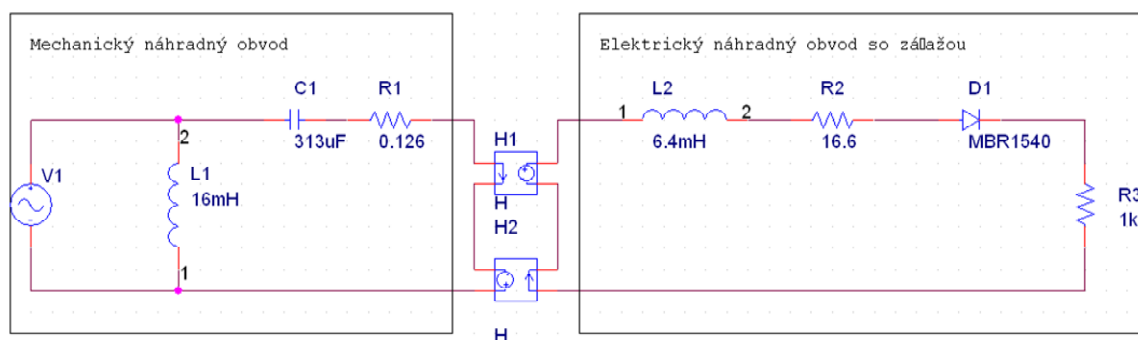 Mechanický náhradný obvod
Elektrický náhradný obvod so zá▯ažou
C1
R1
313uF
0.126
L2
R2
D1
1
2
6.4mH
16.6
MBR1540
V1
2
L1
16mH
1
H1
H
H2
H
R3
1k